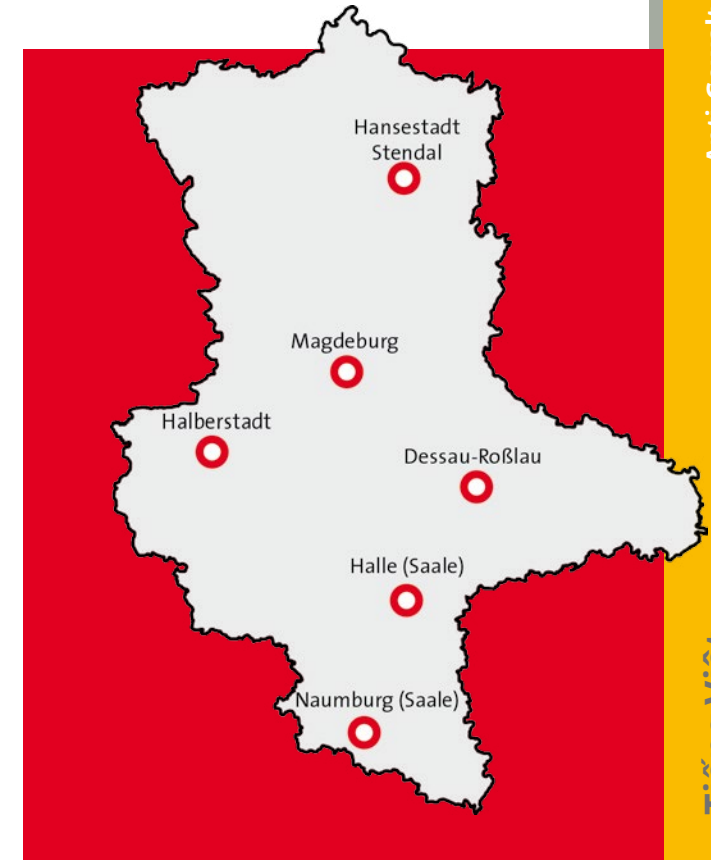 Hansestadt
Stendal
Magdeburg
Halberstadt
Dessau-Roßlau
Halle (Saale)
Naumburg (Saale)